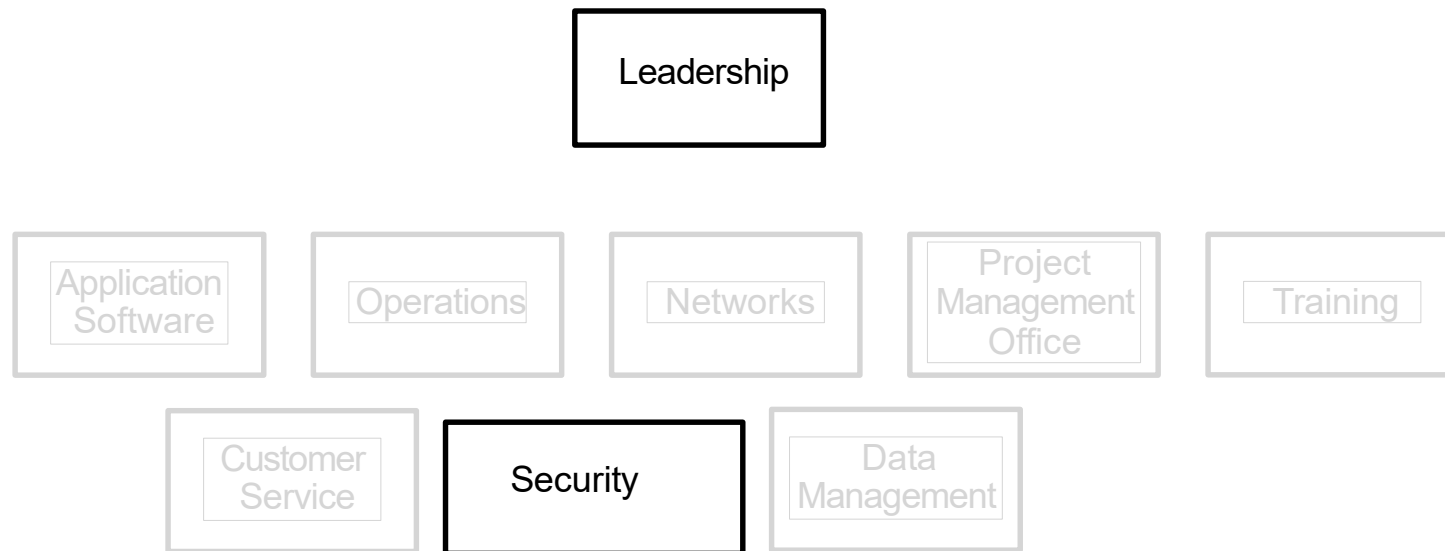 Leadership
Application
Software
Operations
Networks
Project
Management
Office
Training
Customer
Service
Security
Data
Management